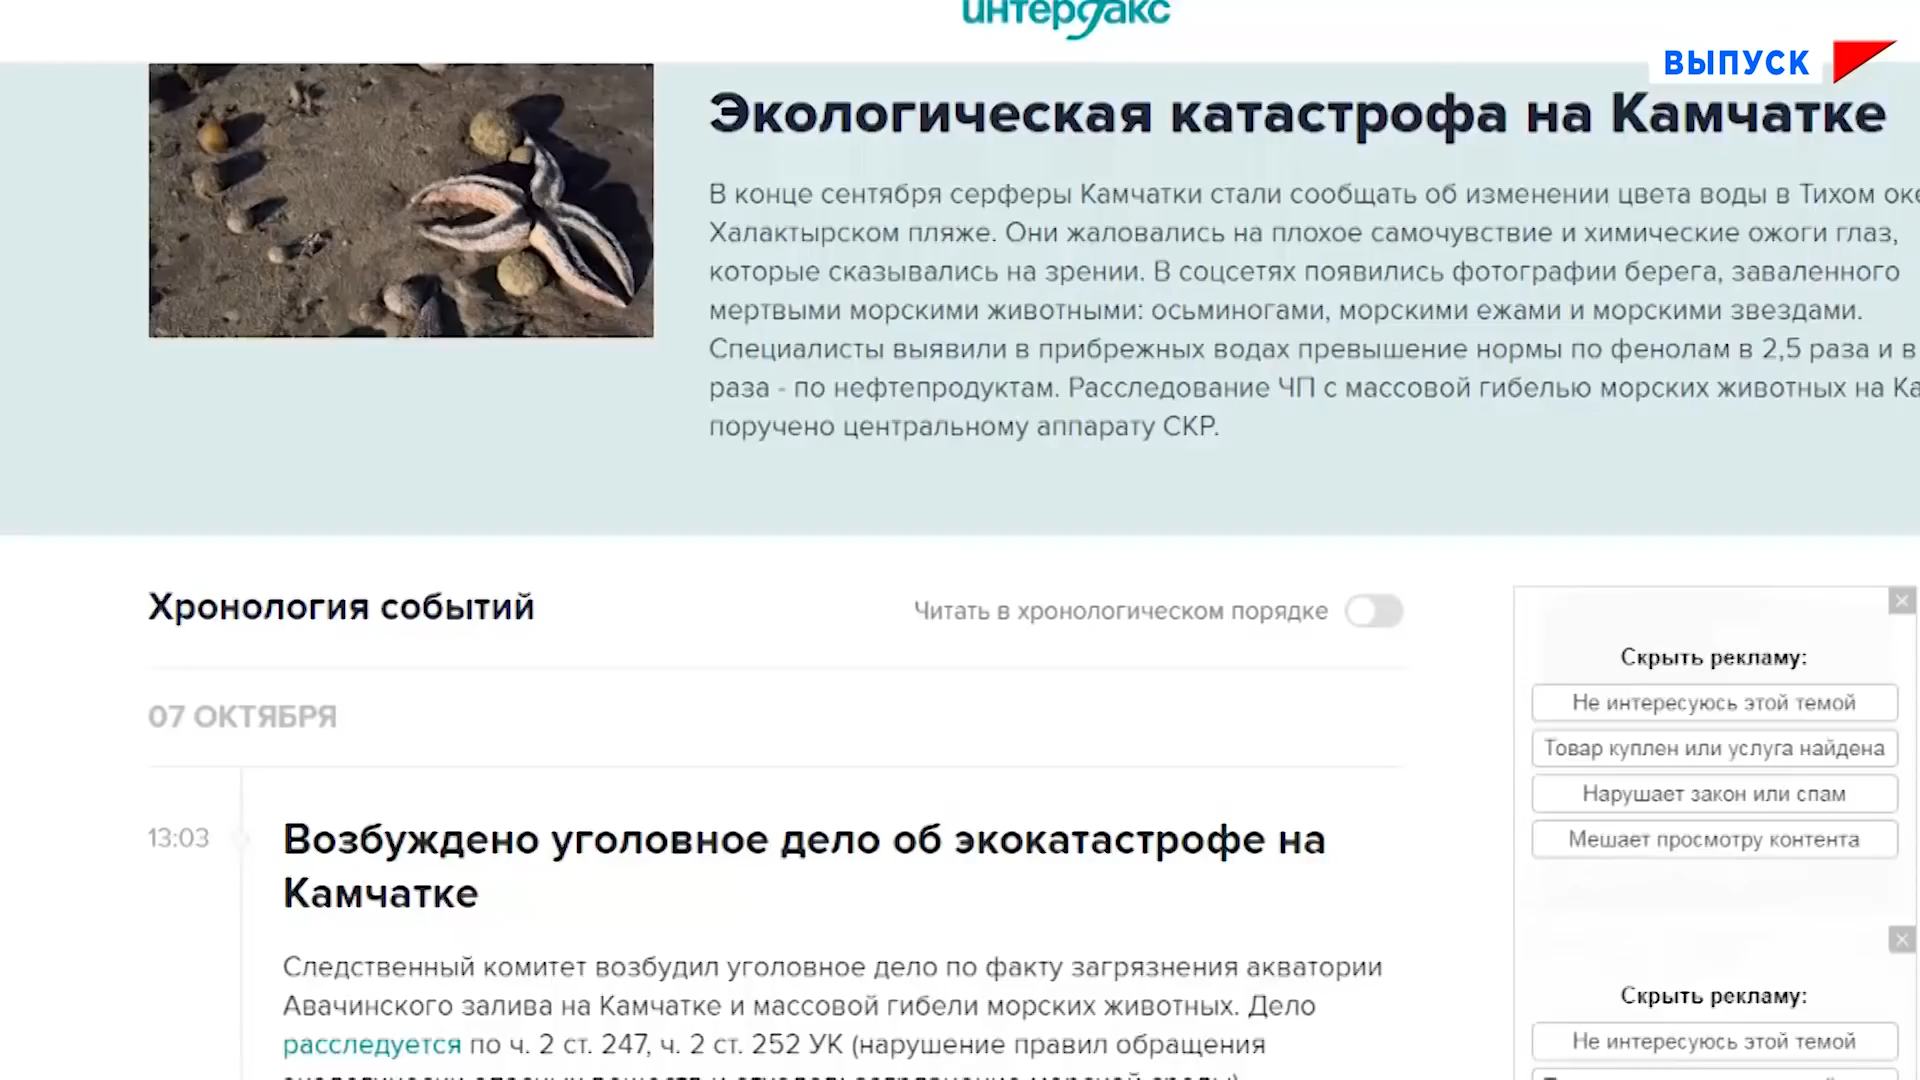 интерфакс
ВЫПУСК
Экологическая катастрофа на Камчатке
В конце сентября серферы Камчатки стали сообщать об изменении цвета воды в Тихом
Халактырском пляже. Они жаловались на плохое самочувствие и химические ожоги глаз,
которые сказывались на зрении. В соцсетях появились фотографии берега, заваленного
мертвыми морскими животными: осьминогами, морскими ежами и морскими звездами.
Специалисты выявили в прибрежных водах превышение нормы по фенолам в 2,5 раза и в
раза - по нефтепродуктам. Расследование ЧП с массовой гибелью морских животных на
поручено центральному аппарату СКР.
Хронология событий
Читать в хронологическом порядке
07 ОКТЯБРЯ
13:03
Возбуждено уголовное дело об экокатастрофе на
Камчатке
Следственный комитет возбудил уголовное дело по факту загрязнения акватории
Авачинского залива на Камчатке и массовой гибели морских животных. Дело
расследуется по ч. 2 ст. 247, ч. 2 ст. 252 УК (нарушение правил обращения
Скрыть рекламу:
Не интересуюсь этой темой
Товар куплен или услуга найдена
Нарушает закон или спам
Мешает просмотру контента
Скрыть рекламу:
Не интересуюсь этой темой